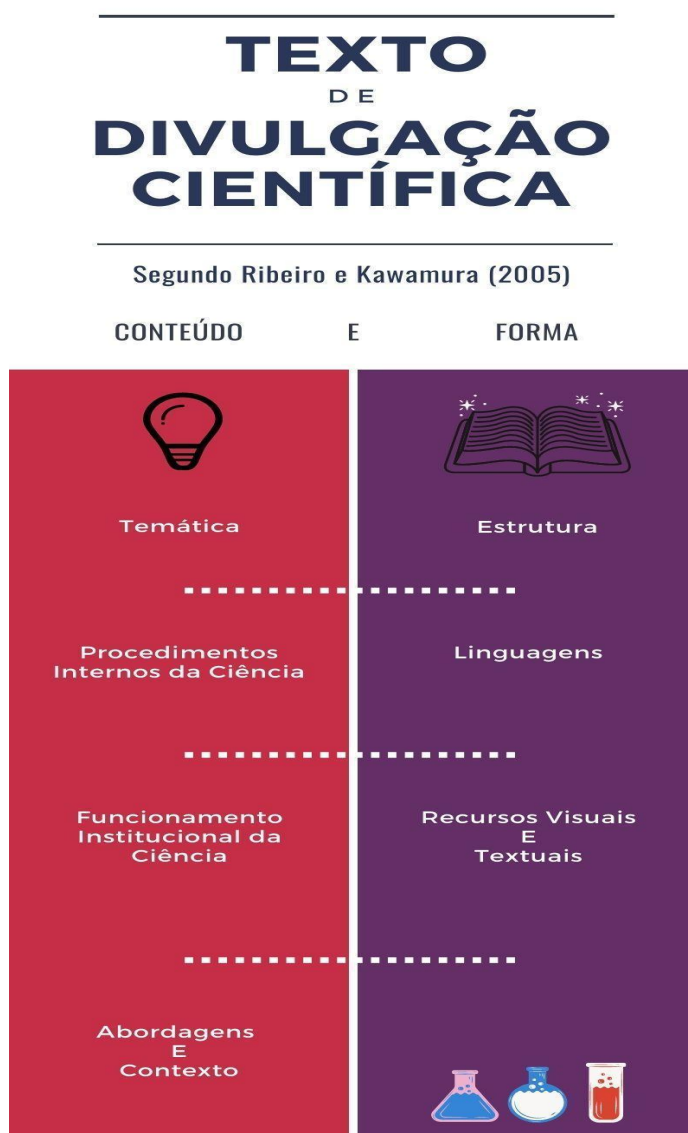 TEXTO
DE
DIVULGAÇÃO
CIENTÍFICA
Segundo Ribeiro e Kawamura (2005)
CONTEÚDO E FORMA
Temática
Procedimentos
Internos da Ciência
Funcionamento
Institucional da
Ciência
Abordagens
E
Contexto
Estrutura
Linguagens
Recursos Visuais
E
Textuais